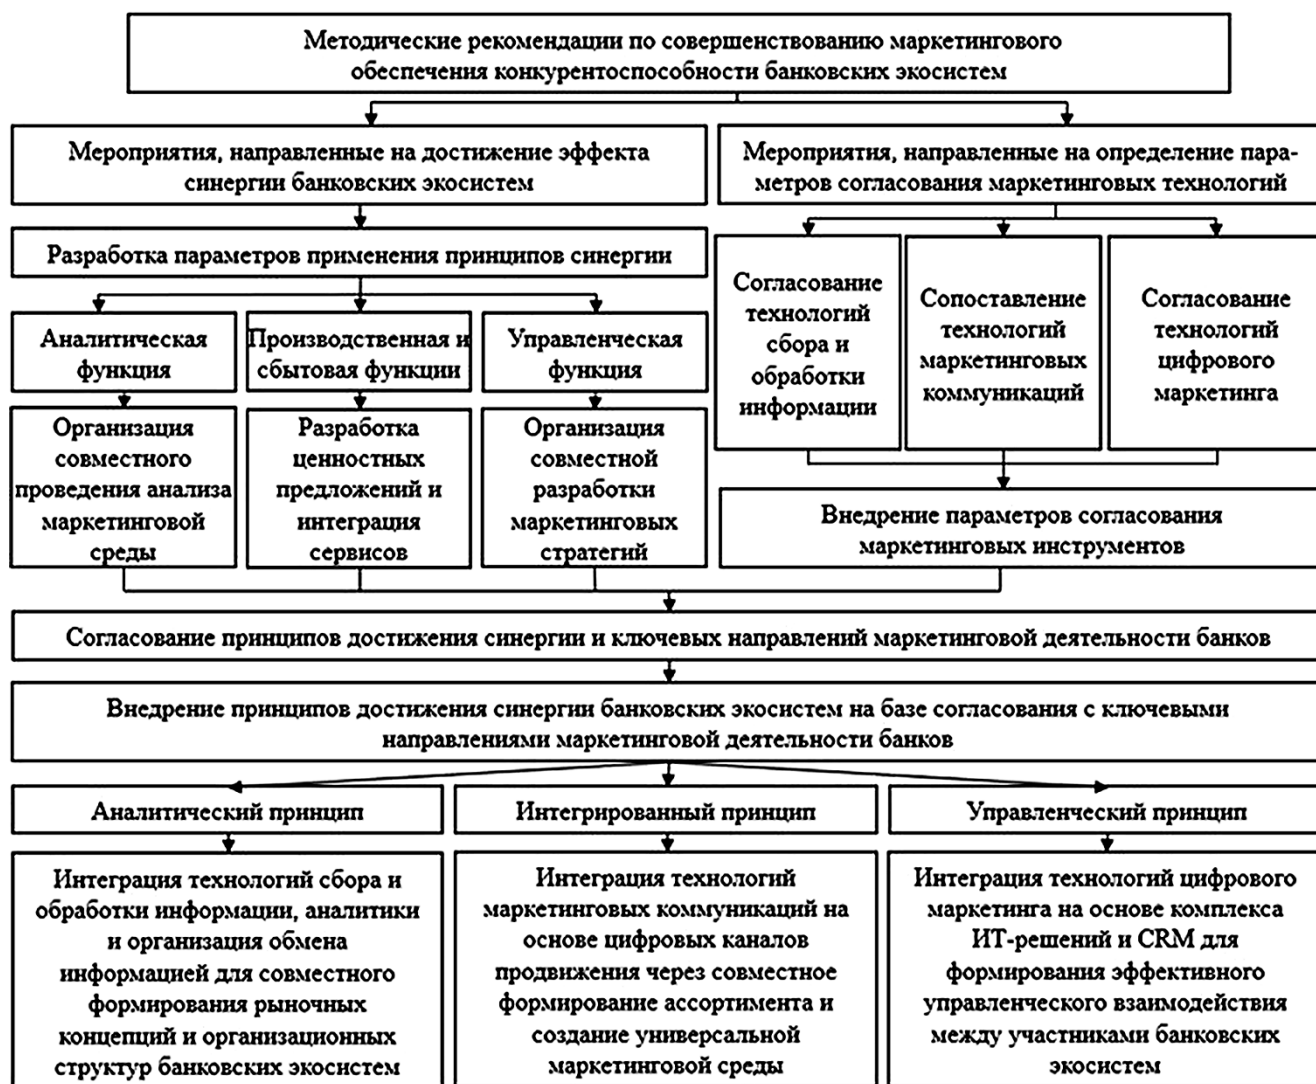 Методические рекомендации по совершенствованию маркетингового
обеспечения конкурентоспособности банковских экосистем
Мероприятия, направленные на достижение эффекта
синергии банковских экосистем
Мероприятия, направленные на определение пара-
метров согласования маркетинговых технологий
Разработка параметров применения принципов синергии
Аналитическая
функция
Производственная и
сбытовая функции
Управленческая
функция
Согласование
технологий
сбора и
обработки
информации
Сопоставление
технологий
маркетинговых
коммуникаций
Согласование
технологий
цифрового
маркетинга
Организация
совместного
проведения анализа
маркетинговой
среды
Разработка
ценностных
предложений и
интеграция
сервисов
Организация
совместной
разработки
маркетинговых
стратегий
Внедрение параметров согласования
маркетинговых инструментов
Согласование принципов достижения синергии и ключевых направлений маркетинговой деятельности банков
Внедрение принципов достижения синергии банковских экосистем на базе согласования с ключевыми
направлениями маркетинговой деятельности банков
Аналитический принцип
Интегрированный принцип
Управленческий принцип
Интеграция технологий сбора и
обработки информации, аналитики
и организация обмена
информацией для совместного
формирования рыночных
концепций и организационных
структур банковских экосистем
Интеграция технологий
маркетинговых коммуникаций на
основе цифровых каналов
продвижения через совместное
формирование ассортимента и
создание универсальной
маркетинговой среды
Интеграция технологий цифрового
маркетинга на основе комплекса
ИТ-решений и CRM для
формирования эффективного
управленческого взаимодействия
между участниками банковских
экосистем